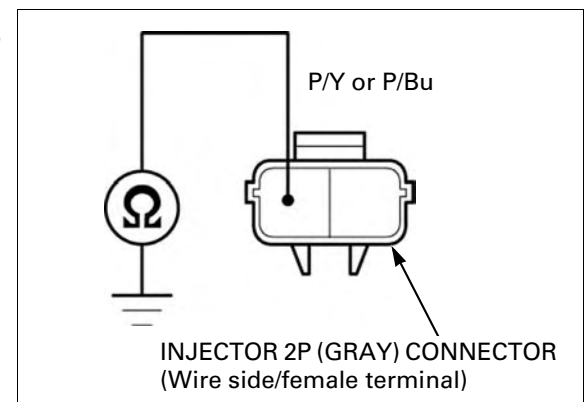 P/Y or P/Bu
Ω
INJECTOR 2P (GRAY) CONNECTOR
(Wire side/female terminal)